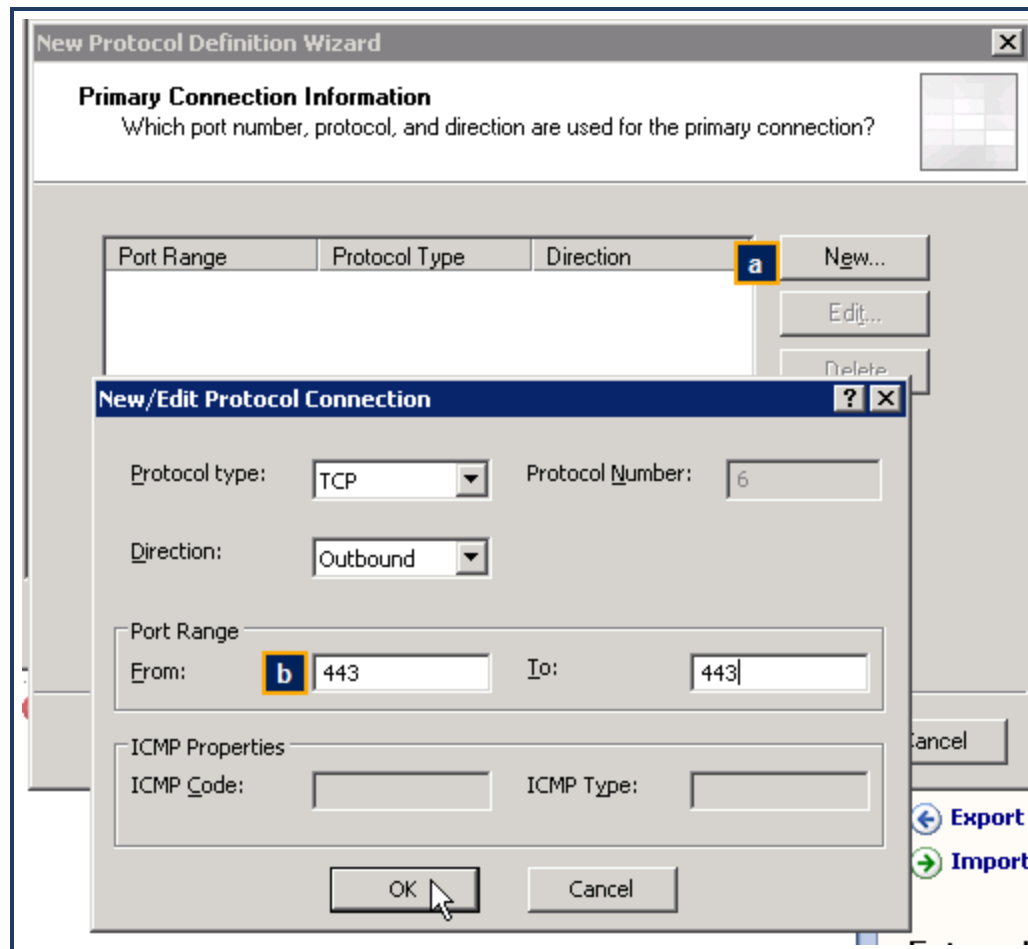 New Protocol Definition Wizard
Primary Connection Information
Which port number, protocol, and direction are used for the primary connection?
Port Range Protocol Type Direction a New...
Edit...
Delete
New/Edit Protocol Connection
Protocol type: TCP Protocol Number: 6
Direction: Outbound
Port Range
From: b 443 To: 443
ICMP Properties
ancel
ICMP Code: ICMP Type:
Export
Import
OK Cancel